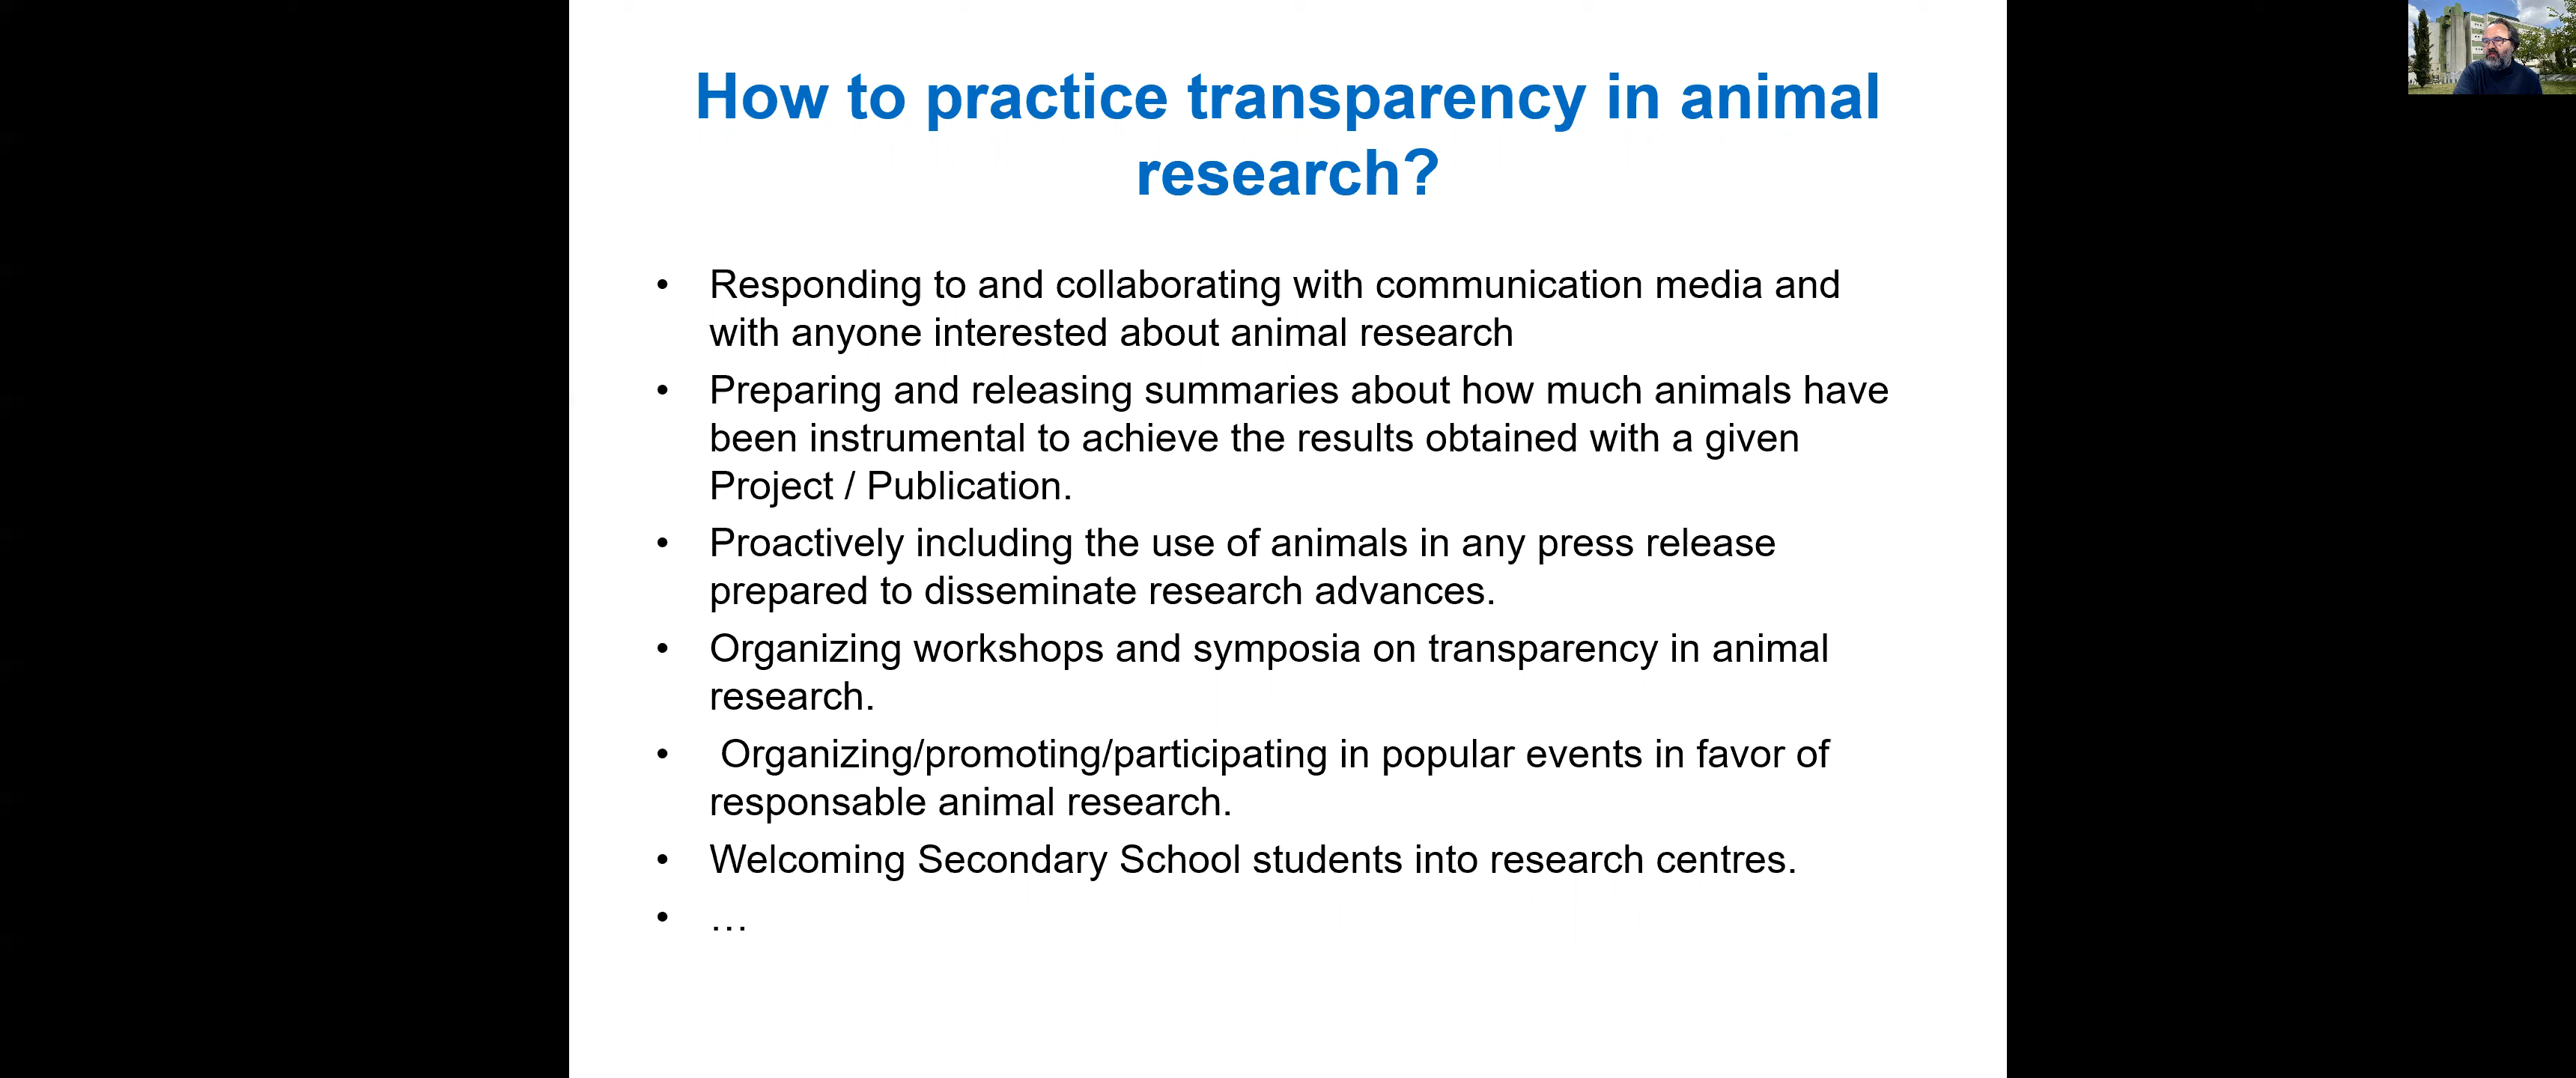 How to practice transparency in animal
research?
• Responding to and collaborating with communication media and
with anyone interested about animal research
• Preparing and releasing summaries about how much animals have
been instrumental to achieve the results obtained with a given
Project / Publication.
• Proactively including the use of animals in any press release
prepared to disseminate research advances.
• Organizing workshops and symposia on transparency in animal
research.
• Organizing/promoting/participating in popular events in favor of
responsable animal research.
• Welcoming Secondary School students into research centres.
• …